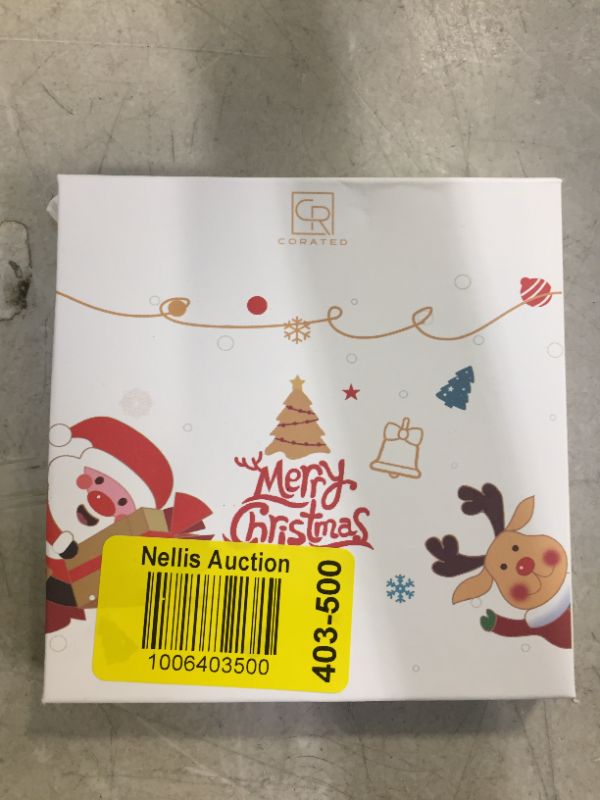 CR
CORATED
Merry
Christmas
Nellis Auction
1006403500
403-500